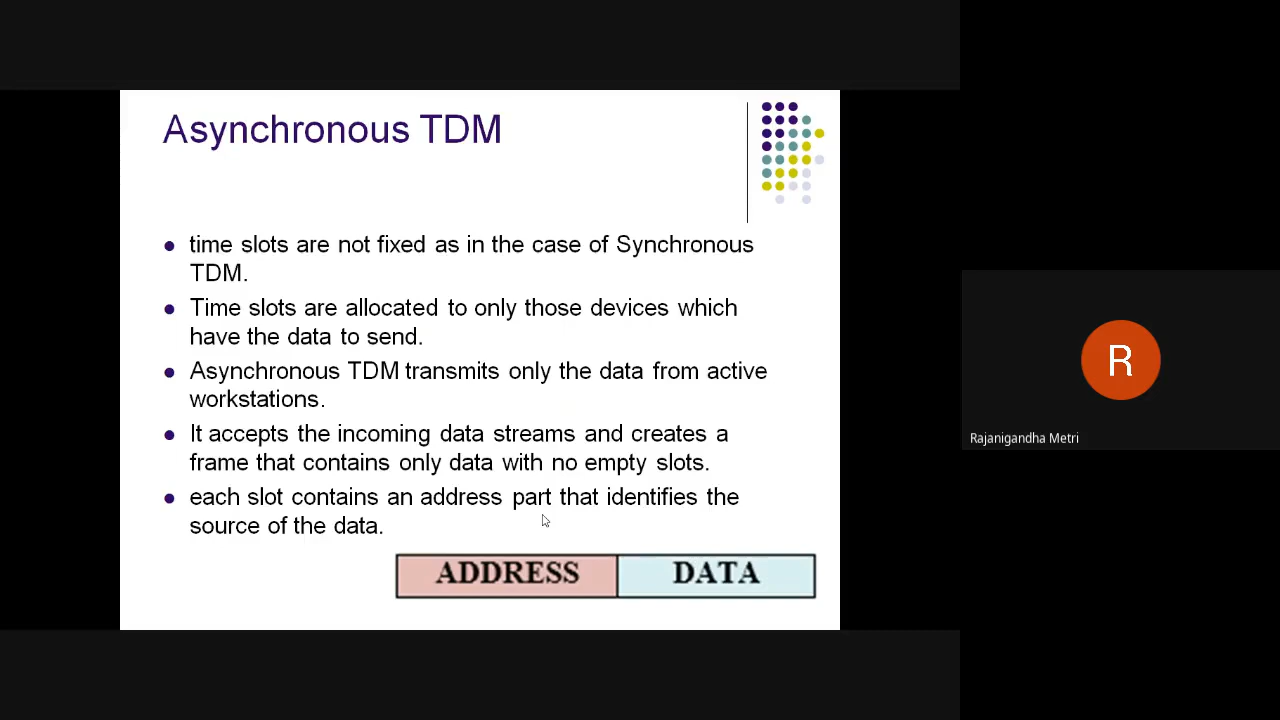 Asynchronous TDM
time slots are not fixed as in the case of Synchronous
TDM.
Time slots are allocated to only those devices which
have the data to send.
Asynchronous TDM transmits only the data from active
workstations.
It accepts the incoming data streams and creates a
frame that contains only data with no empty slots.
each slot contains an address part that identifies the
source of the data.
ADDRESS DATA
R
Rajanigandha Metri